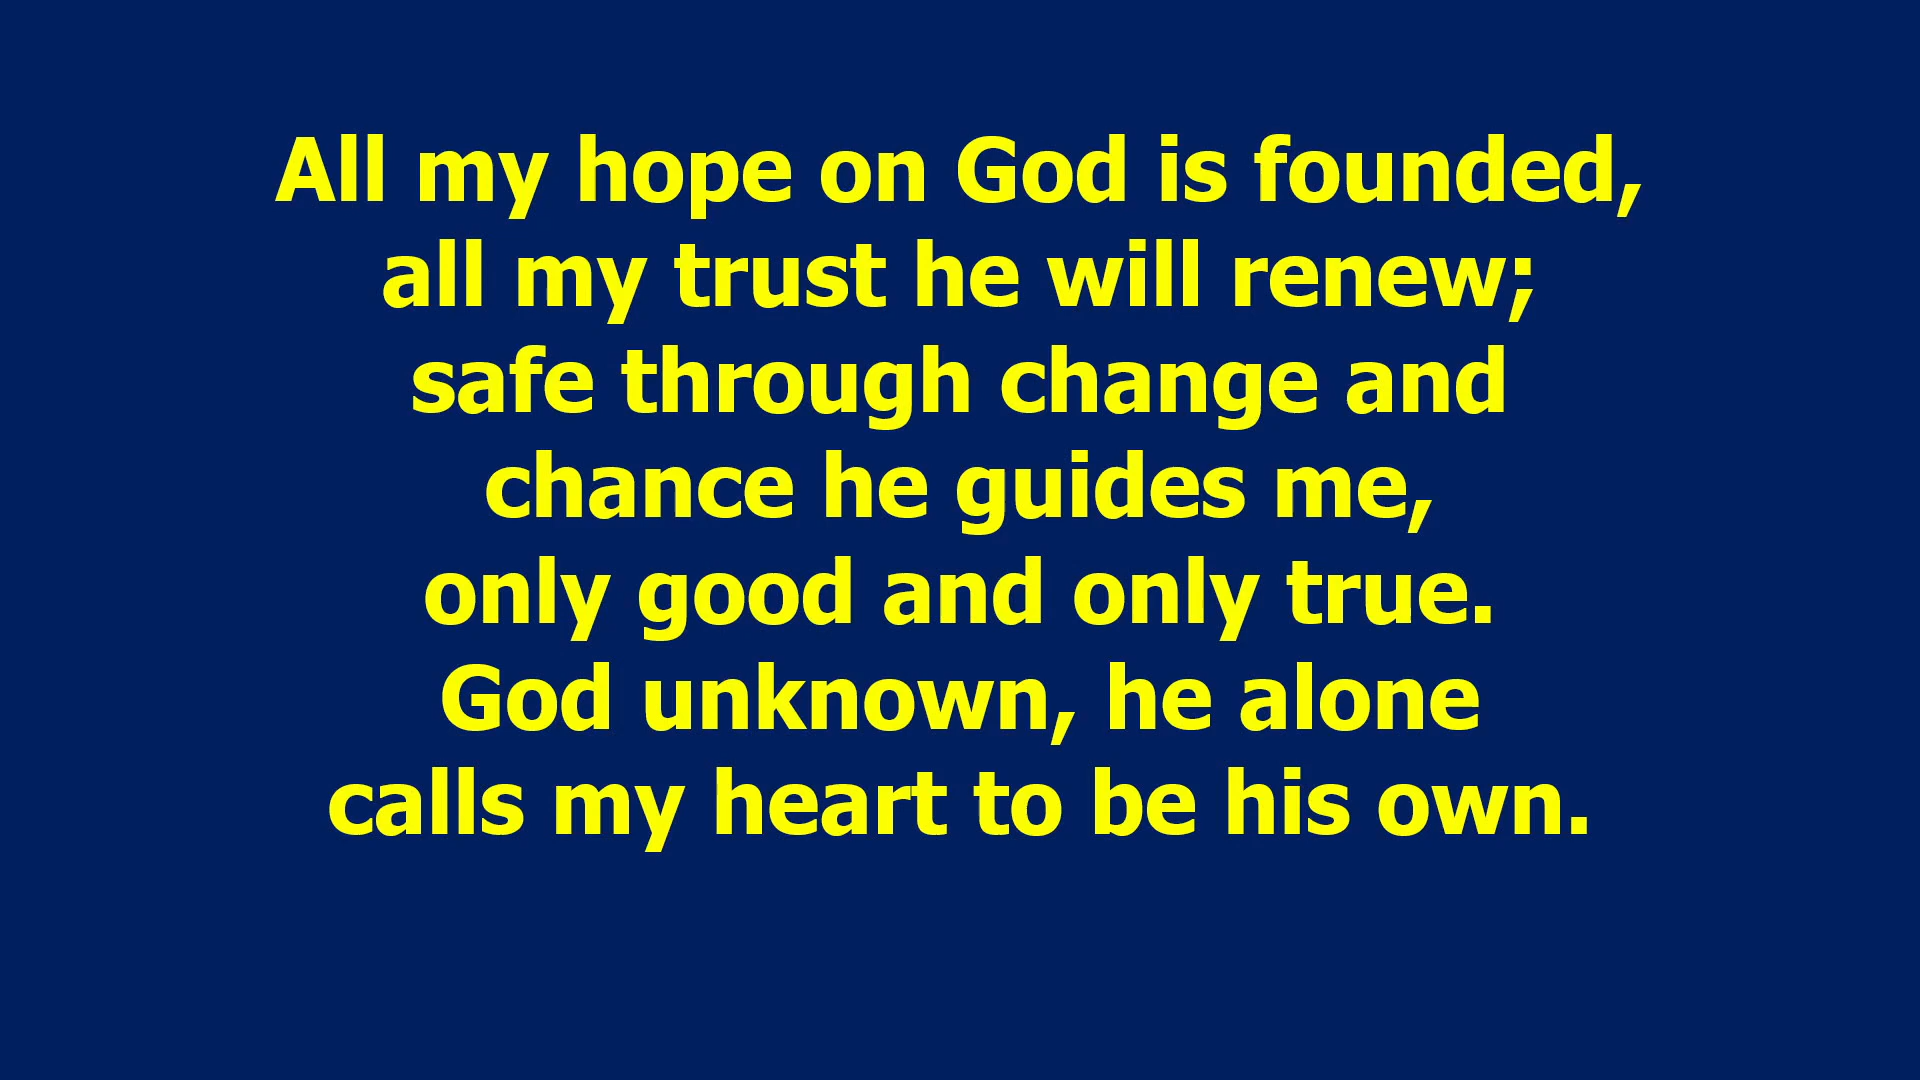 All my hope on God is founded,
all my trust he will renew;
safe through change and
chance he guides me,
only good and only true.
God unknown, he alone
calls my heart to be his own.